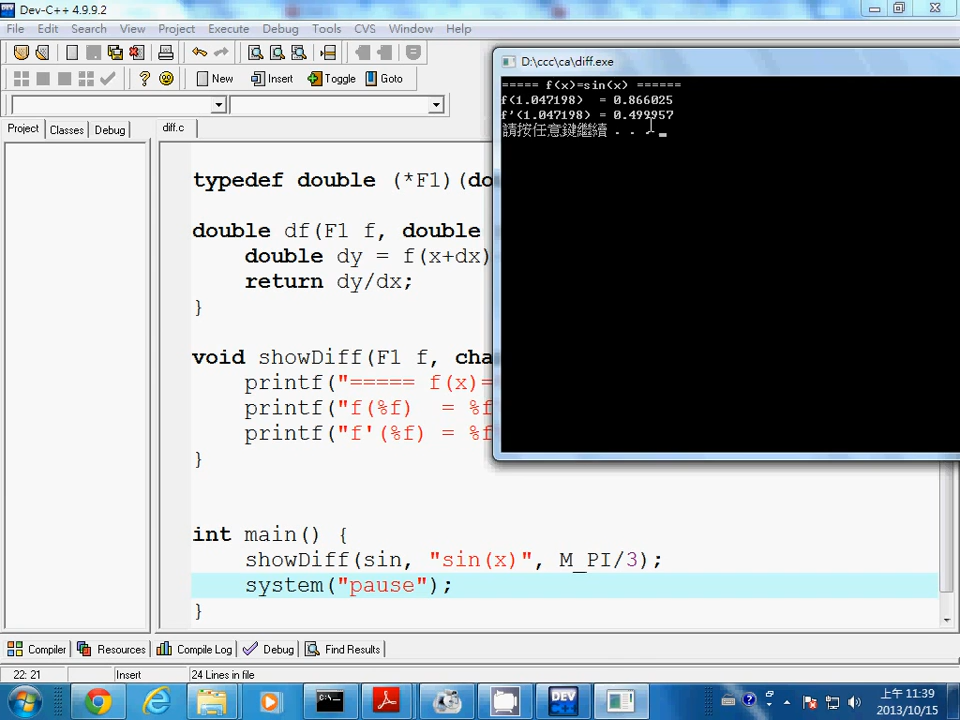 Dev-C++ 4.9.9.2
File Edit Search View Project Execute Debug Tools CVS Window Help
New Insert Toggle Goto
Project Classes Debug
diff.c
typedef double (*F1)(do
double df(F1 f, double
double dy = f(x+dx)
return dy/dx;
}
void showDiff(F1 f, cha
printf("===== f(x)=
printf("f(%f)  = %f
printf("f'(%f) = %f
}
int main() {
showDiff(sin, "sin(x)", M_PI/3);
system("pause");
}
D:\ccc\ca\diff.exe
===== f(x)=sin(x) ======
f(1.047198)  = 0.866025
f'(1.047198) = 0.499957
請按任意鍵繼續 . . .
Compiler Resources Compile Log Debug Find Results
22: 21 Insert 24 Lines in file
DEV
上午 11:39
2013/10/15